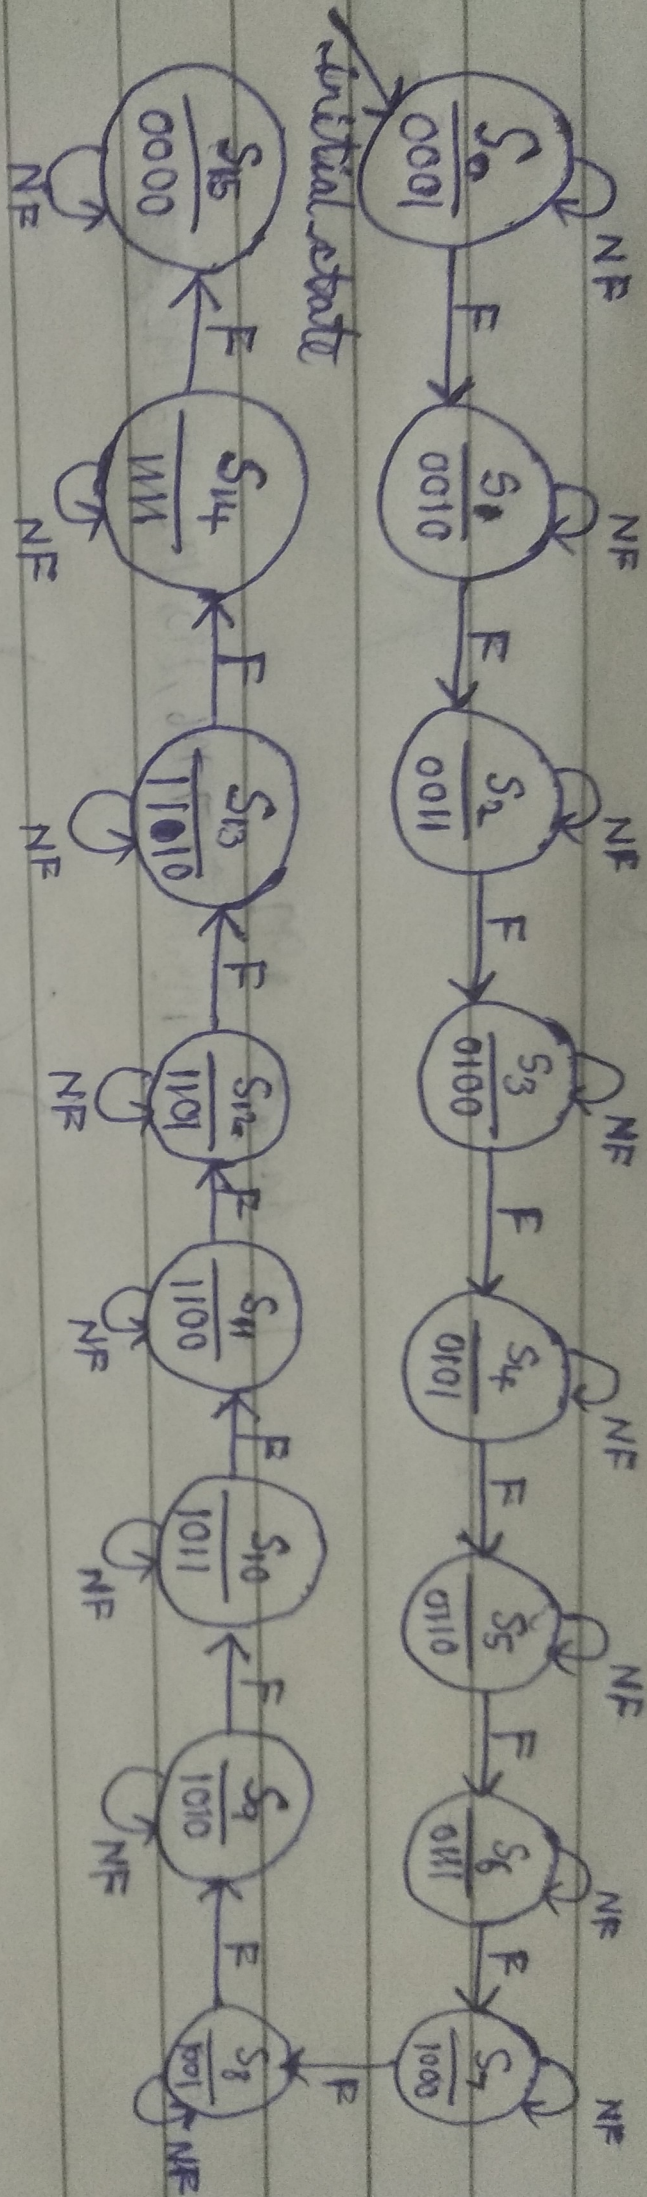 NF NF NF NF NF NF NF NF
S0 F S1 F S2 F S3 F S4 F S5 F S6 F S7
0001 0010 0011 0100 0101 0110 0111 1000
initial state
F
S15 F S14 F S13 F S12 F S11 F S10 F S9 F S8
0000 1111 1110 1101 1100 1011 1010 1001
NF NF NF NF NF NF NF NF